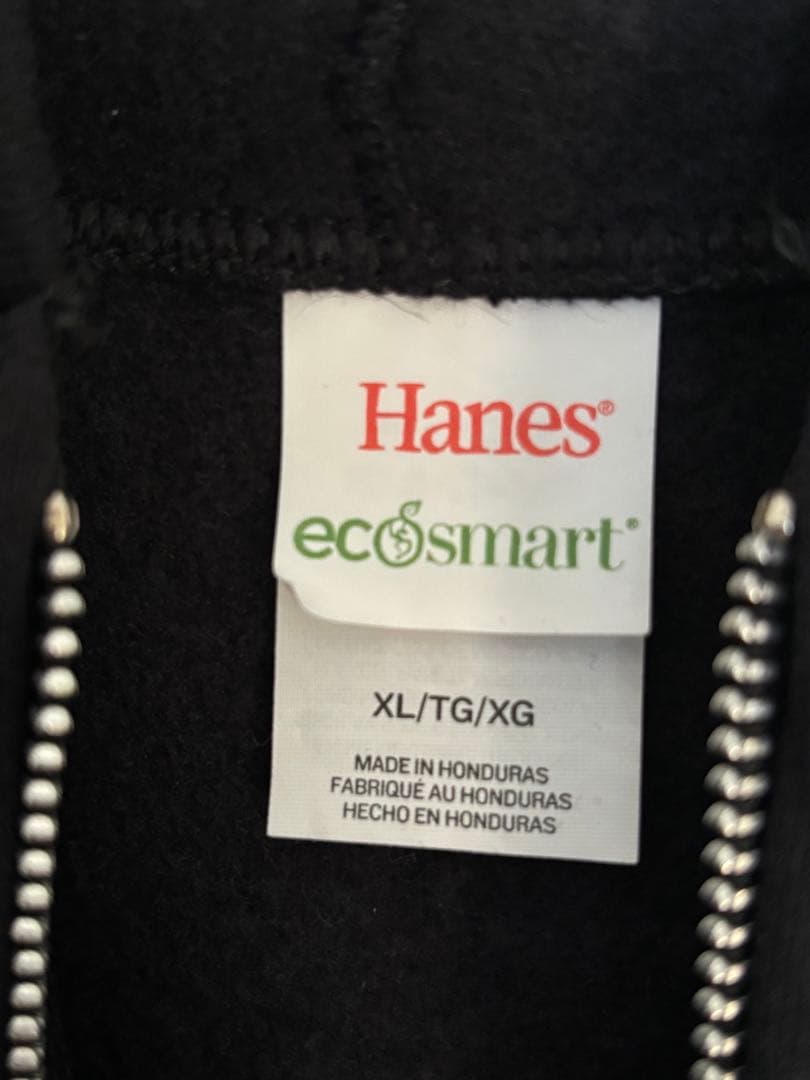 Hanes®
ecosmart®
XL/TG/XG
MADE IN HONDURAS
FABRIQUÉ AU HONDURAS
HECHO EN HONDURAS